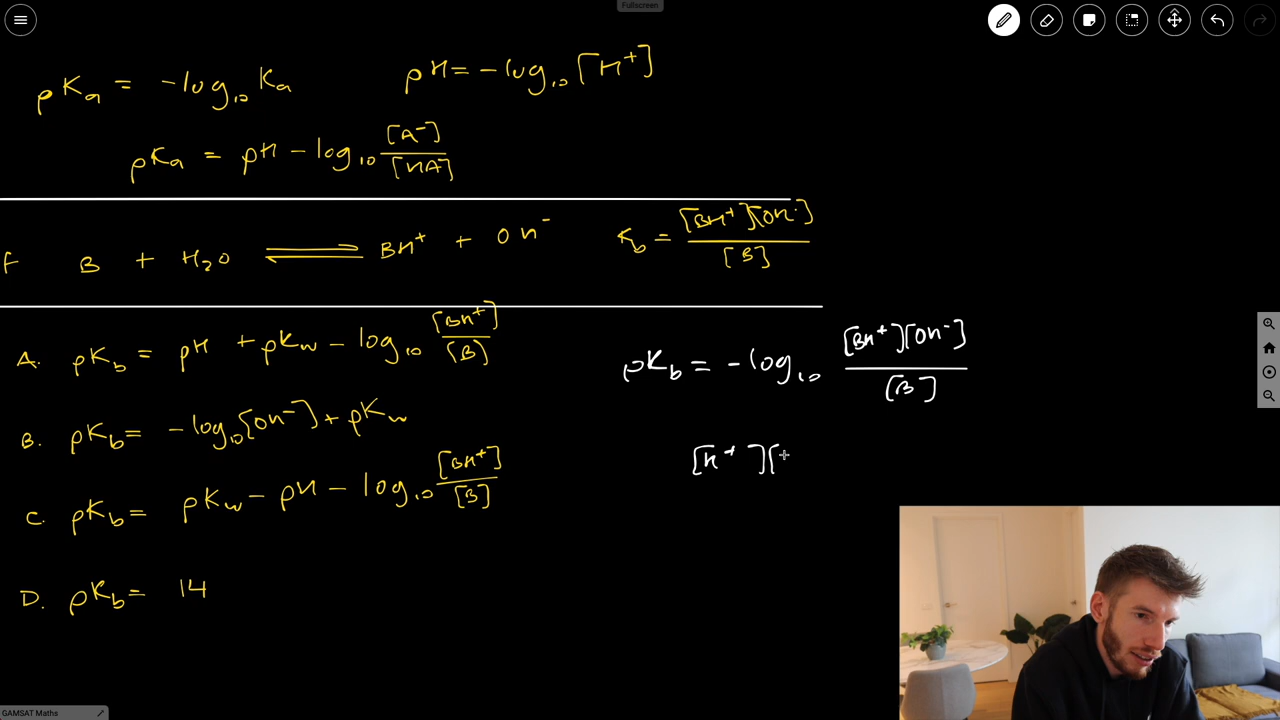 Fullscreen
pKa = -log₁₀ Ka
pH = -log₁₀ [H⁺]
pKa = pH - log₁₀ [A⁻]/[HA]
F B + H₂O ⇌ BH⁺ + OH⁻
Kb = [BH⁺][OH⁻]/[B]
A. pKb = pH + pKw - log₁₀ [BH⁺]/[B]
B. pKb = -log₁₀[OH⁻] + pKw
C. pKb = pKw - pH - log₁₀ [BH⁺]/[B]
D. pKb = 14
pKb = -log₁₀ [BH⁺][OH⁻]/[B]
[H⁺][
GAMSAT Maths